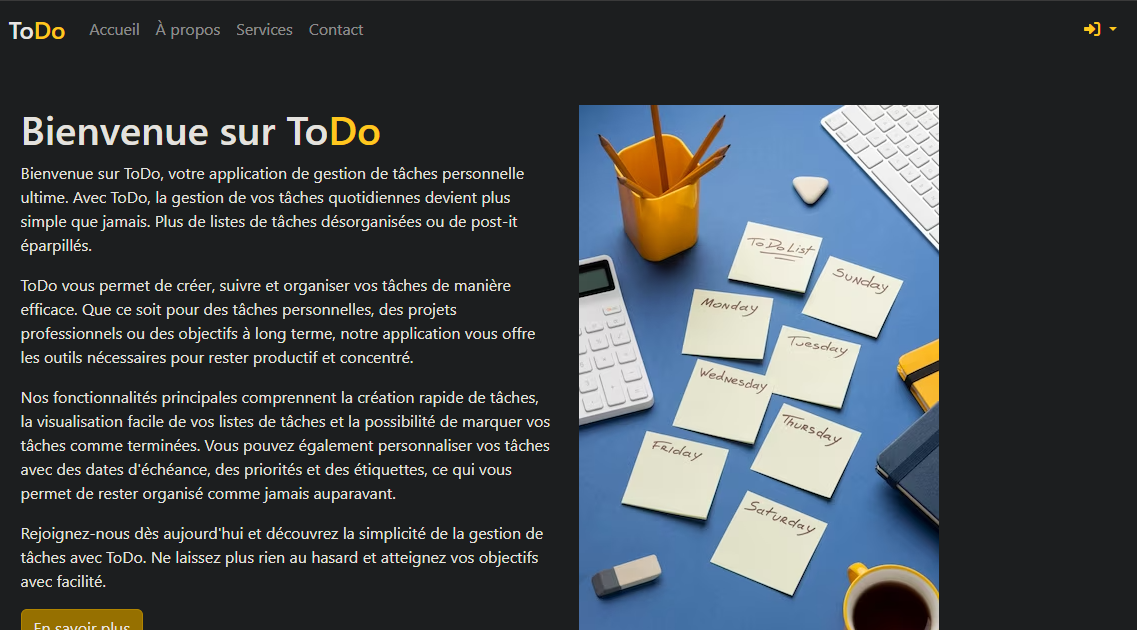 ToDo Accueil À propos Services Contact
Bienvenue sur ToDo
Bienvenue sur ToDo, votre application de gestion de tâches personnelle
ultime. Avec ToDo, la gestion de vos tâches quotidiennes devient plus
simple que jamais. Plus de listes de tâches désorganisées ou de post-it
éparpillés.
ToDo vous permet de créer, suivre et organiser vos tâches de manière
efficace. Que ce soit pour des tâches personnelles, des projets
professionnels ou des objectifs à long terme, notre application vous offre
les outils nécessaires pour rester productif et concentré.
Nos fonctionnalités principales comprennent la création rapide de tâches,
la visualisation facile de vos listes de tâches et la possibilité de marquer vos
tâches comme terminées. Vous pouvez également personnaliser vos tâches
avec des dates d'échéance, des priorités et des étiquettes, ce qui vous
permet de rester organisé comme jamais auparavant.
Rejoignez-nous dès aujourd'hui et découvrez la simplicité de la gestion de
tâches avec ToDo. Ne laissez plus rien au hasard et atteignez vos objectifs
avec facilité.
En savoir plus
To Do List
Sunday
Monday
Tuesday
Wednesday
Thursday
Friday
Saturday